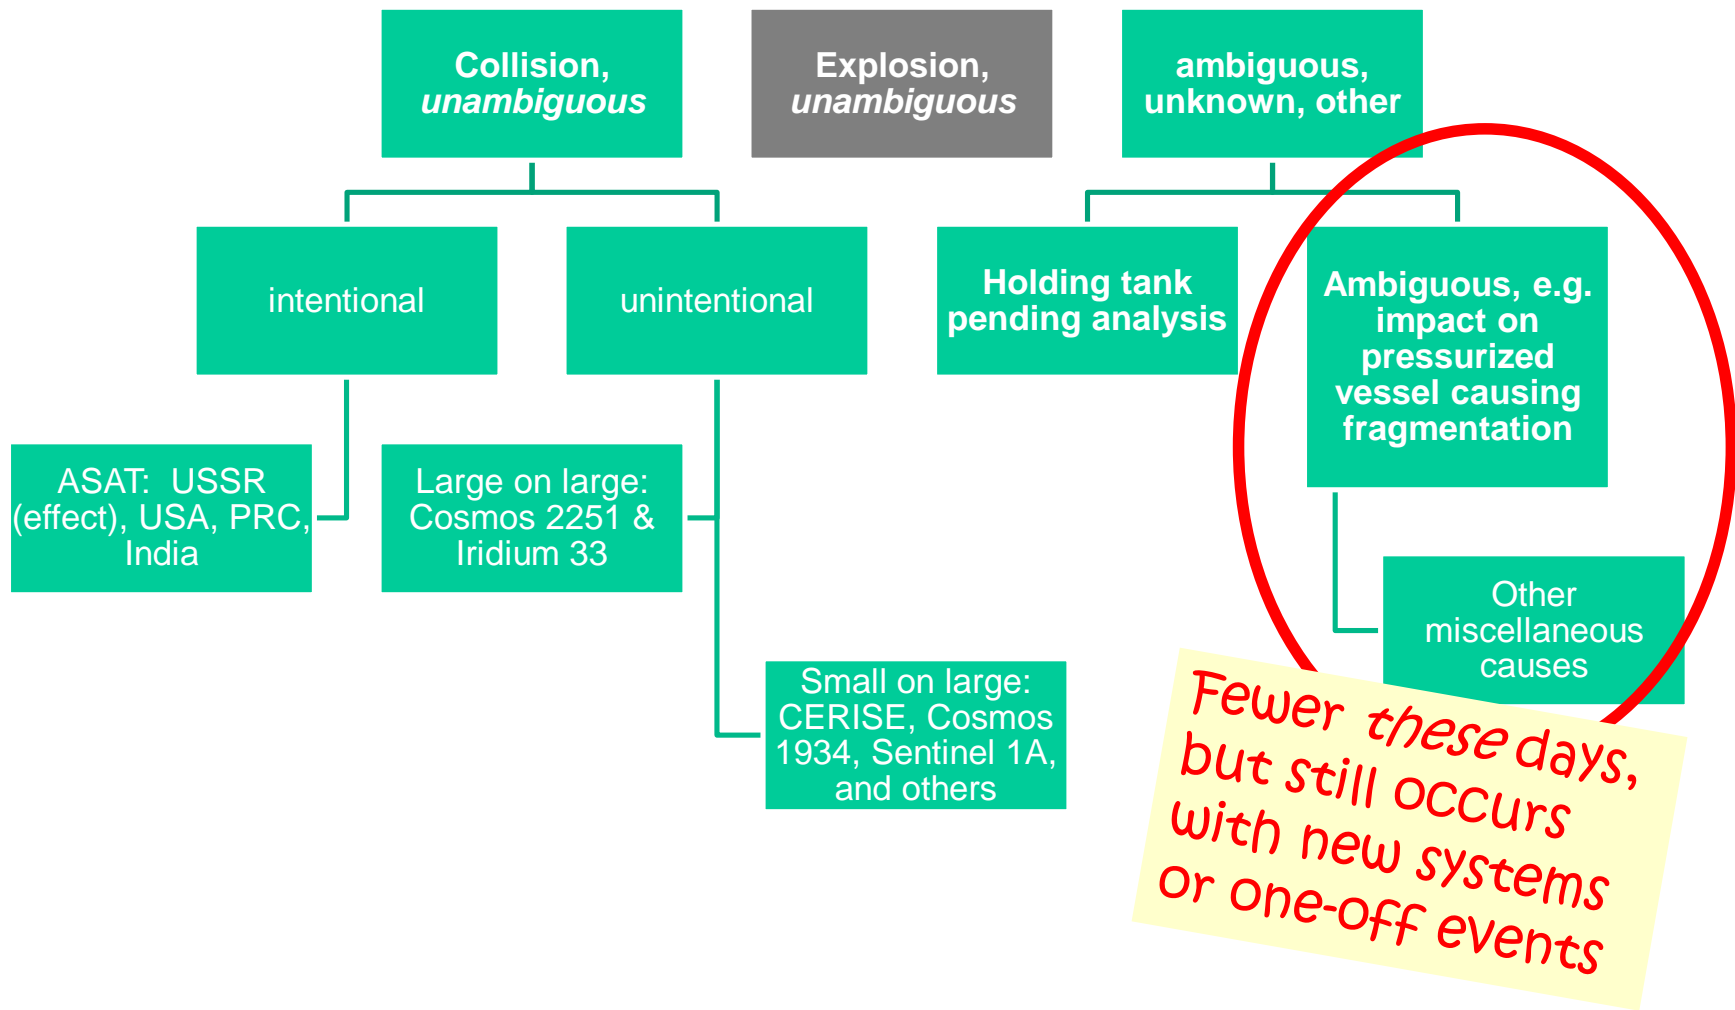 Collision,
unambiguous
Explosion,
unambiguous
ambiguous,
unknown, other
intentional
unintentional
Holding tank
pending analysis
Ambiguous, e.g.
impact on
pressurized
vessel causing
fragmentation
ASAT:  USSR
(effect), USA, PRC,
India
Large on large:
Cosmos 2251 &
Iridium 33
Other
miscellaneous
causes
Small on large:
CERISE, Cosmos
1934, Sentinel 1A,
and others
Fewer these days,
but still occurs
with new systems
or one-off events